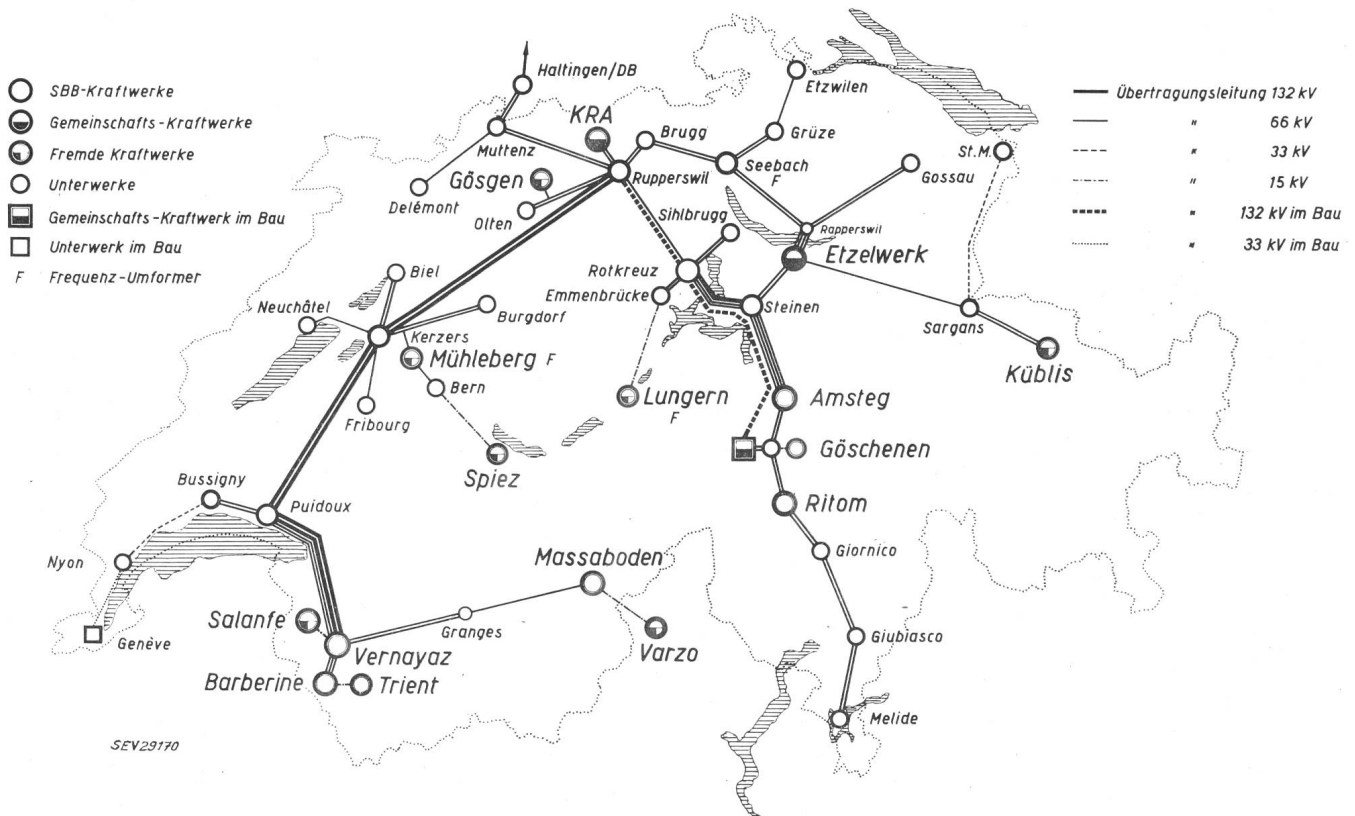 SBB-Kraftwerke
Gemeinschafts-Kraftwerke
Fremde Kraftwerke
Unterwerke
Gemeinschafts-Kraftwerk im Bau
Unterwerk im Bau
F Frequenz-Umformer
Übertragungsleitung 132 kV
" 66 kV
" 33 kV
" 15 kV
" 132 kV im Bau
" 33 kV im Bau
Haltingen/DB
Etzwilen
KRA
Brugg
Grüze
Muttenz
Seebach
F
St.M.
Gösgen
Rupperswil
Gossau
Delémont
Olten
Sihlbrugg
Rapperswil
Etzelwerk
Biel
Rotkreuz
Neuchâtel
Emmenbrücke
Burgdorf
Steinen
Sargans
Kerzers
Mühleberg F
Küblis
Bern
Lungern
F
Amsteg
Fribourg
Göschenen
Spiez
Bussigny
Puidoux
Ritom
Nyon
Giornico
Massaboden
Salanfe
Granges
Genève
Varzo
Giubiasco
Vernayaz
Barberine
Trient
Melide
SEV29170